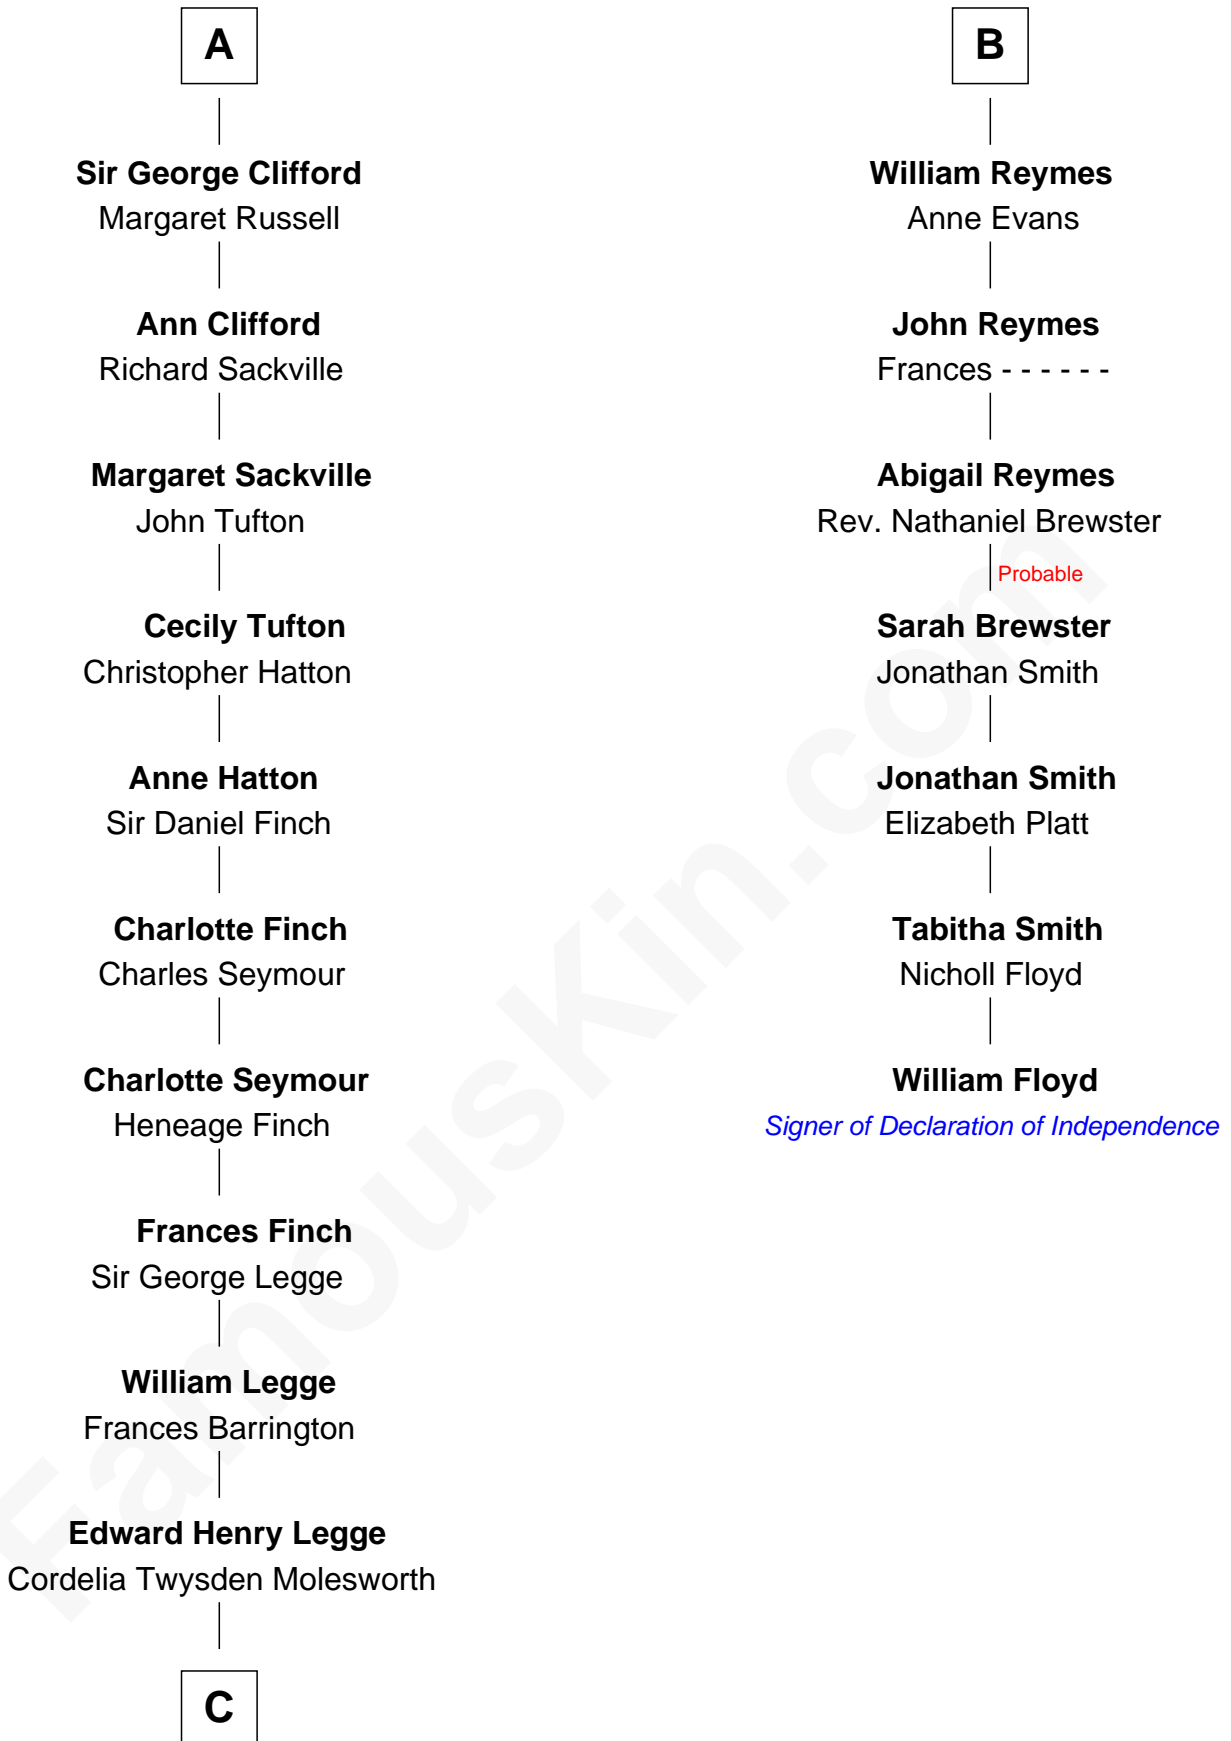 A
Sir George Clifford
Margaret Russell
Ann Clifford
Richard Sackville
Margaret Sackville
John Tufton
Cecily Tufton
Christopher Hatton
Anne Hatton
Sir Daniel Finch
Charlotte Finch
Charles Seymour
Charlotte Seymour
Heneage Finch
Frances Finch
Sir George Legge
William Legge
Frances Barrington
Edward Henry Legge
Cordelia Twysden Molesworth
C
B
William Reymes
Anne Evans
John Reymes
Frances - - - - - -
Abigail Reymes
Rev. Nathaniel Brewster
Probable
Sarah Brewster
Jonathan Smith
Jonathan Smith
Elizabeth Platt
Tabitha Smith
Nicholl Floyd
William Floyd
Signer of Declaration of Independence
FamousKin.com